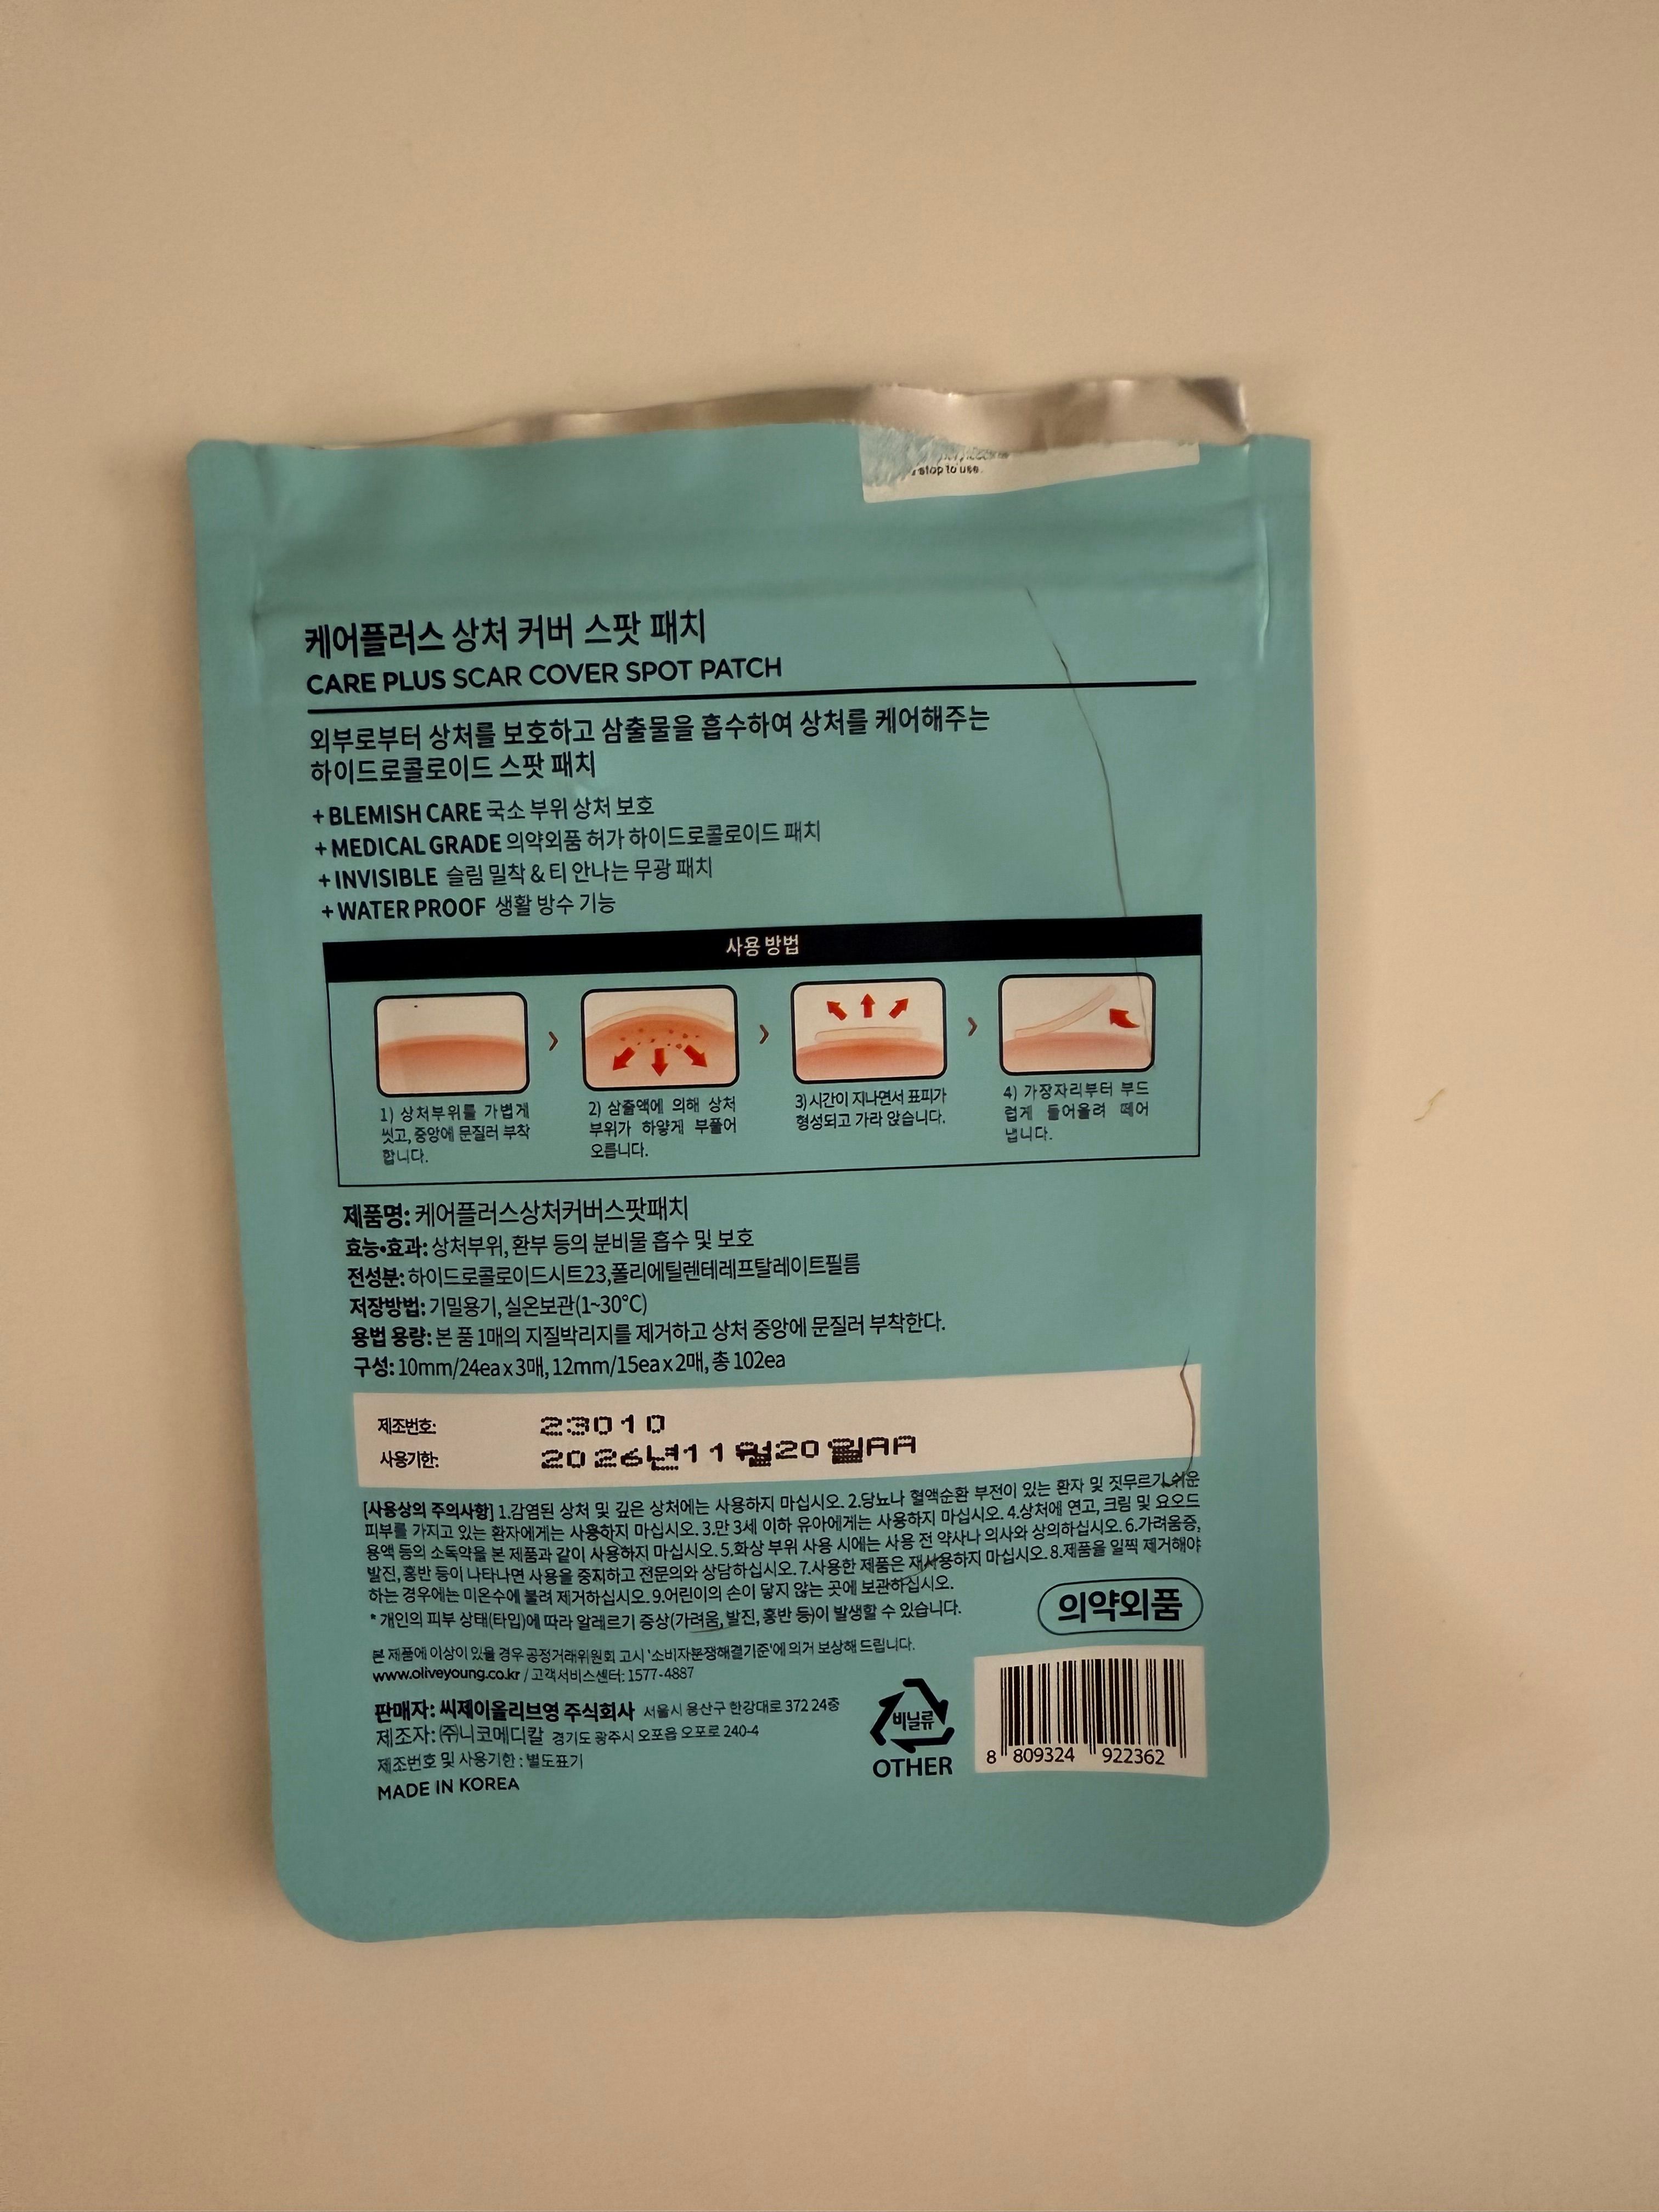 stop to use.
케어플러스 상처 커버 스팟 패치
CARE PLUS SCAR COVER SPOT PATCH
외부로부터 상처를 보호하고 삼출물을 흡수하여 상처를 케어해주는
하이드로콜로이드 스팟 패치
+ BLEMISH CARE 국소 부위 상처 보호
+ MEDICAL GRADE 의약외품 허가 하이드로콜로이드 패치
+ INVISIBLE 슬림 밀착 & 티 안나는 무광 패치
+ WATER PROOF 생활 방수 기능
사용 방법
1) 상처부위를 가볍게
씻고, 중앙에 문질러 부착
합니다.
2) 삼출액에 의해 상처
부위가 하얗게 부풀어
오릅니다.
3) 시간이 지나면서 표피가
형성되고 가라 앉습니다.
4) 가장자리부터 부드
럽게 들어올려 떼어
냅니다.
제품명: 케어플러스상처커버스팟패치
효능•효과: 상처부위, 환부 등의 분비물 흡수 및 보호
전성분: 하이드로콜로이드시트23,폴리에틸렌테레프탈레이트필름
저장방법: 기밀용기, 실온보관(1~30°C)
용법 용량: 본 품 1매의 지질박리지를 제거하고 상처 중앙에 문질러 부착한다.
구성: 10mm/24ea x 3매, 12mm/15ea x 2매, 총 102ea
제조번호: 23010
사용기한: 2026년11월20일AA
[사용상의 주의사항] 1.감염된 상처 및 깊은 상처에는 사용하지 마십시오. 2.당뇨나 혈액순환 부전이 있는 환자 및 짓무르기 쉬운
피부를 가지고 있는 환자에게는 사용하지 마십시오. 3.만 3세 이하 유아에게는 사용하지 마십시오. 4.상처에 연고, 크림 및 요오드
용액 등의 소독약을 본 제품과 같이 사용하지 마십시오. 5.화상 부위 사용 시에는 사용 전 약사나 의사와 상의하십시오. 6.가려움증,
발진, 홍반 등이 나타나면 사용을 중지하고 전문의와 상담하십시오. 7.사용한 제품은 재사용하지 마십시오. 8.제품을 일찍 제거해야
하는 경우에는 미온수에 불려 제거하십시오. 9.어린이의 손이 닿지 않는 곳에 보관하십시오.
* 개인의 피부 상태(타입)에 따라 알레르기 증상(가려움, 발진, 홍반 등)이 발생할 수 있습니다.
의약외품
본 제품에 이상이 있을 경우 공정거래위원회 고시 '소비자분쟁해결기준'에 의거 보상해 드립니다.
www.oliveyoung.co.kr / 고객서비스센터: 1577-4887
판매자: 씨제이올리브영 주식회사 서울시 용산구 한강대로 372 24층
제조자: ㈜니코메디칼 경기도 광주시 오포읍 오포로 240-4
제조번호 및 사용기한 : 별도표기
MADE IN KOREA
비닐류
OTHER
8 809324 922362